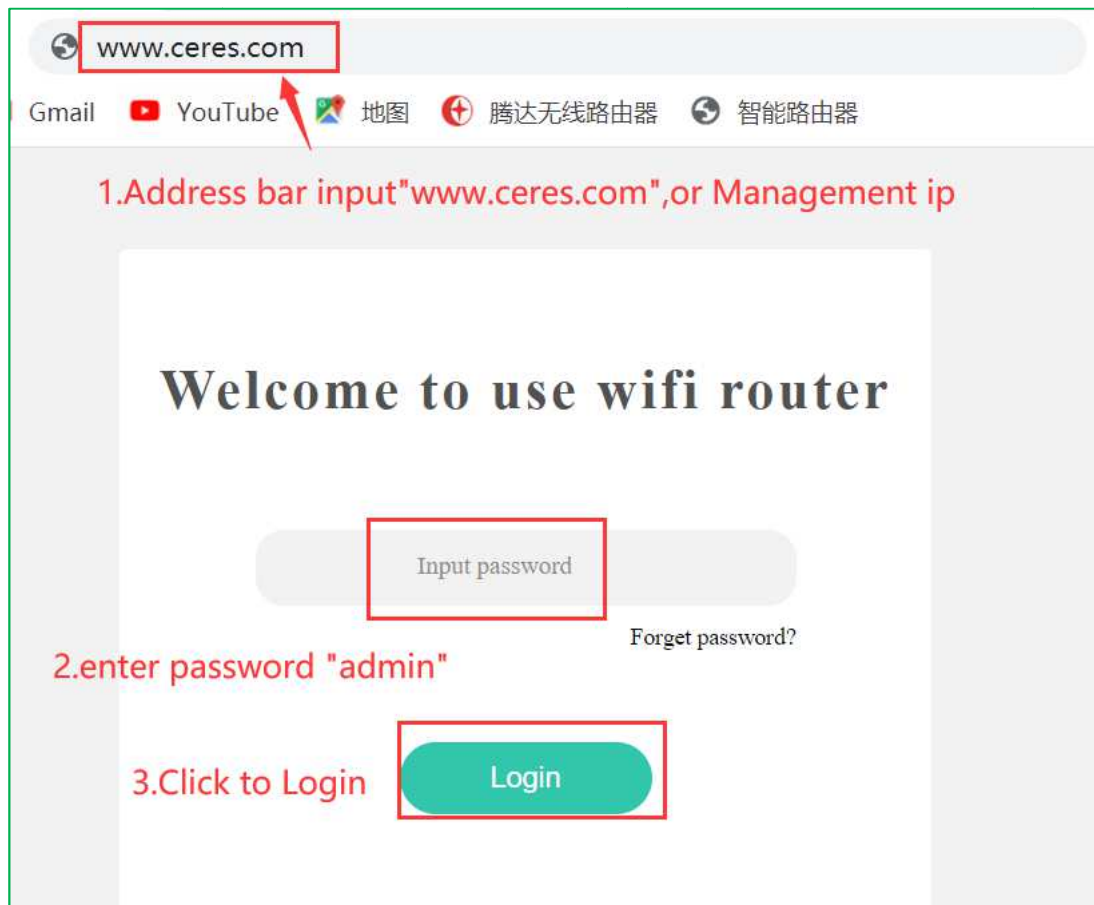 www.ceres.com
Gmail YouTube 地图 腾达无线路由器 智能路由器
1.Address bar input"www.ceres.com",or Management ip
Welcome to use wifi router
Input password
Forget password?
2.enter password "admin"
3.Click to Login
Login